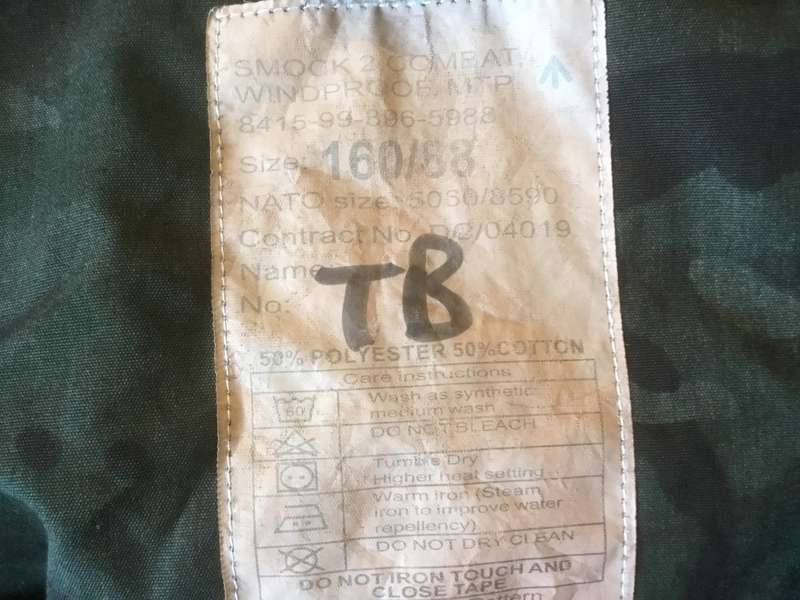 SMOCK 2 COMBAT
WINDPROOF, MTP
8415-99-896-5988
Size: 160/88
NATO size: 5060/8590
Contract No. /04019
Name
No:
TB
50% POLYESTER 50%COTTON
Care instructions
60
Wash as synthetic
medium wash
DO NOT BLEACH
Tumble Dry
Higher heat setting
Warm iron (Steam
iron to improve water
repellency)
DO NOT DRY CLEAN
DO NOT IRON TOUCH AND
CLOSE TAPE